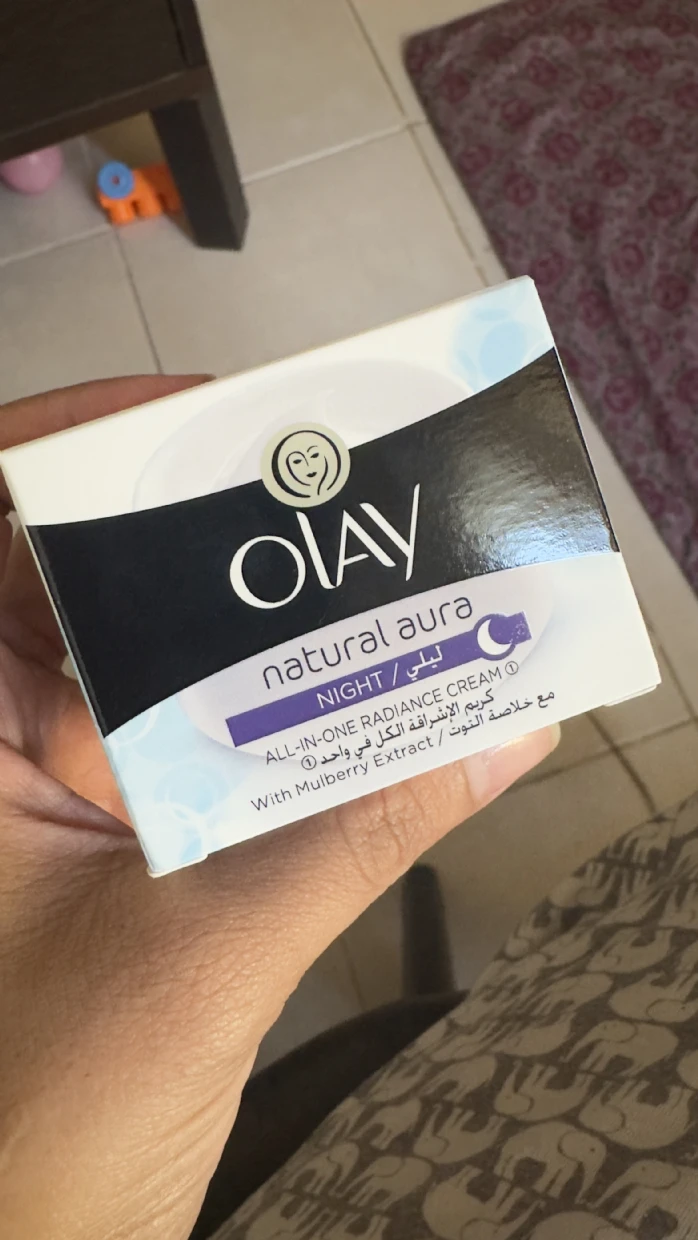 OLAY
natural aura
NIGHT / ليلي
ALL-IN-ONE RADIANCE CREAM ①
كريم الإشراقة الكل في واحد ①
With Mulberry Extract / مع خلاصة التوت